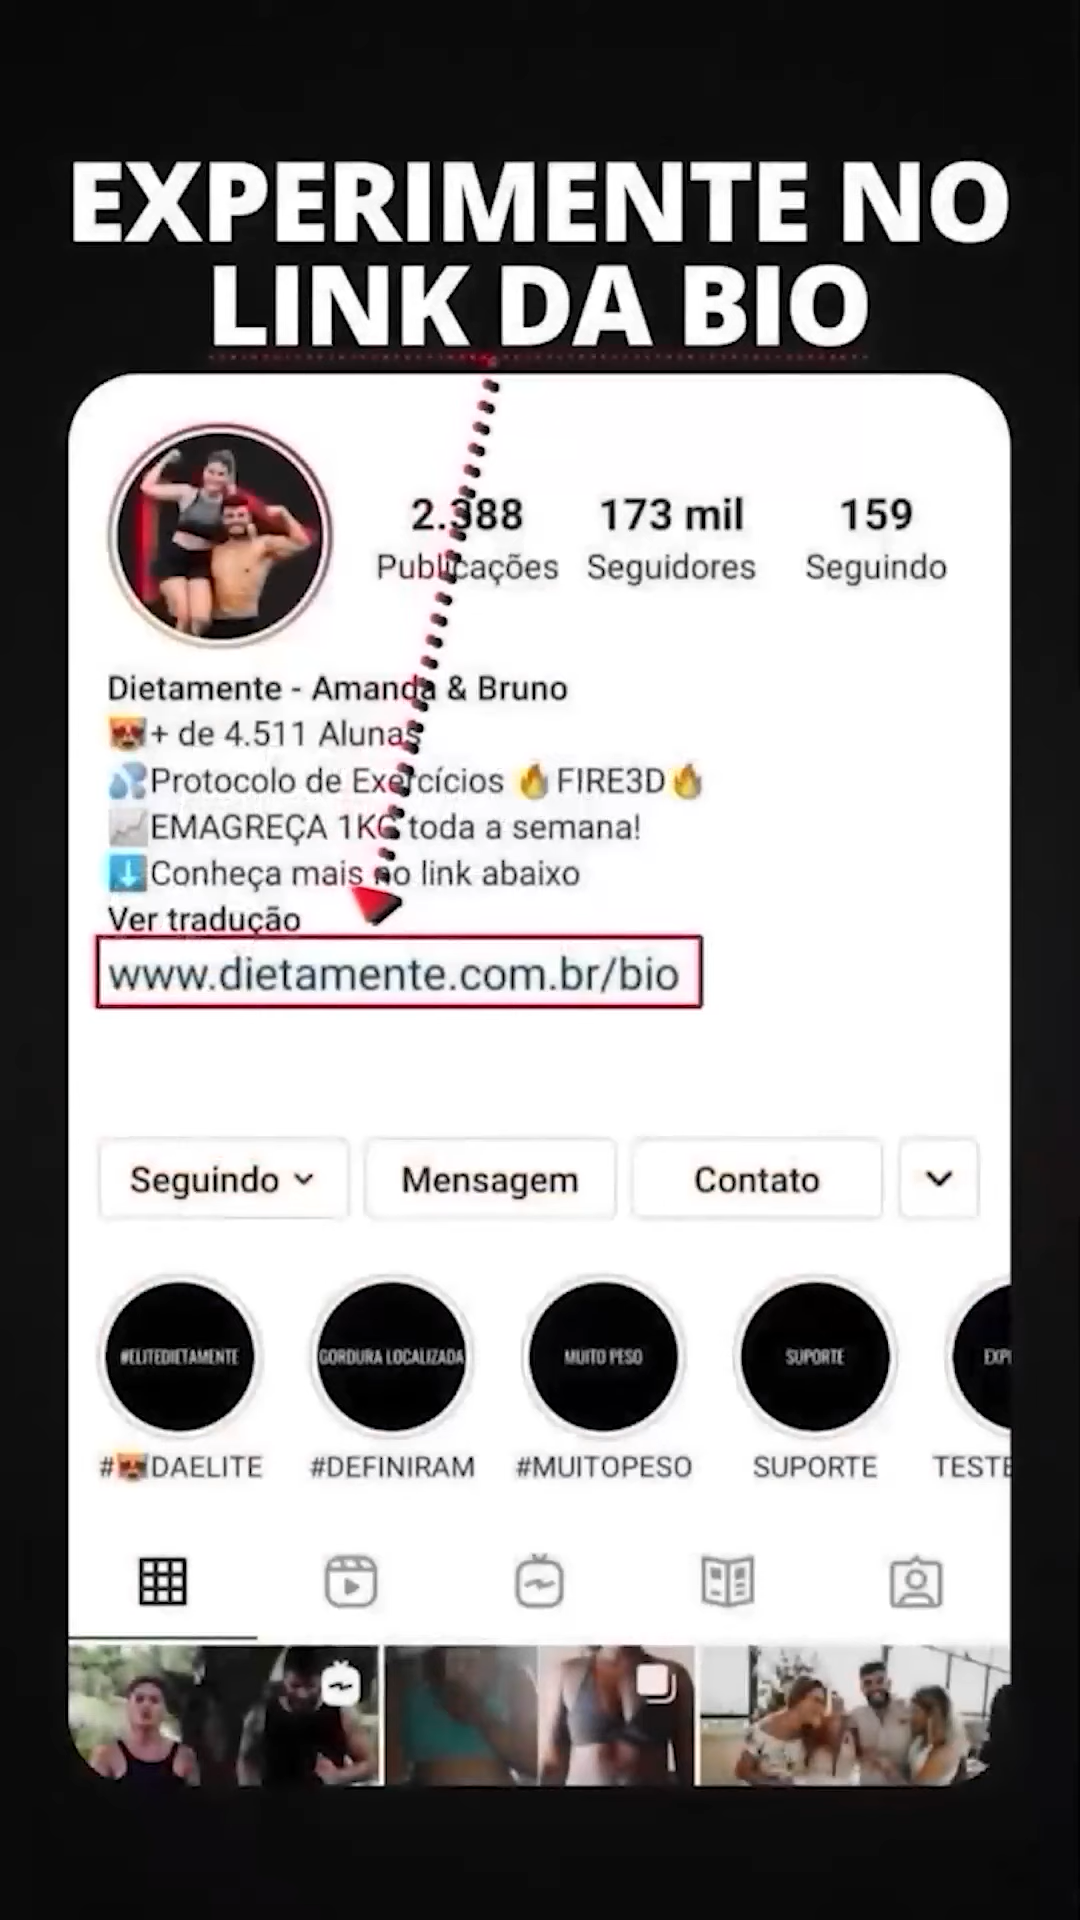 EXPERIMENTE NO
LINK DA BIO
2.388 173 mil 159
Publicações Seguidores Seguindo
Dietamente - Amanda & Bruno
😻+ de 4.511 Alunas
💦Protocolo de Exercícios 🔥FIRE3D🔥
📈EMAGREÇA 1KG toda a semana!
⬇️Conheça mais no link abaixo
Ver tradução
www.dietamente.com.br/bio
Seguindo Mensagem Contato
#ELITEDIETAMENTE GORDURA LOCALIZADA MUITO PESO SUPORTE
#😻DAELITE #DEFINIRAM #MUITOPESO SUPORTE